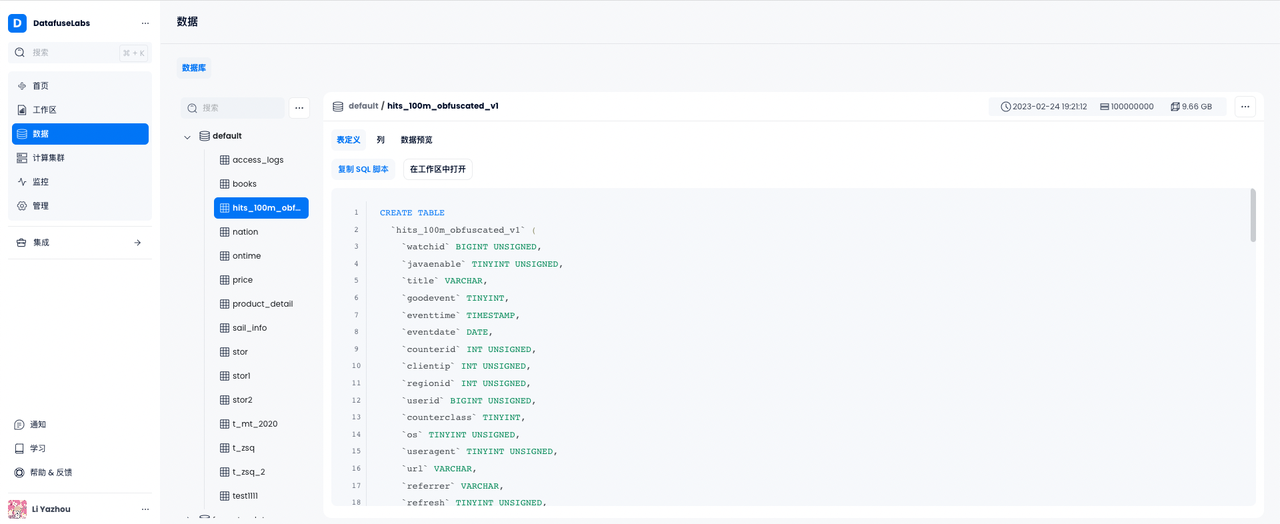 DatafuseLabs
搜索
⌘ + K
首页
工作区
数据
计算集群
监控
管理
集成
通知
学习
帮助 & 反馈
Li Yazhou
数据
数据库
搜索
default
access_logs
books
hits_100m_obf...
nation
ontime
price
product_detail
sail_info
stor
stor1
stor2
t_mt_2020
t_zsq
t_zsq_2
test1111
default / hits_100m_obfuscated_v1
2023-02-24 19:21:12
100000000
9.66 GB
表定义 列 数据预览
复制 SQL 脚本 在工作区中打开
1 CREATE TABLE
2 `hits_100m_obfuscated_v1` (
3 `watchid` BIGINT UNSIGNED,
4 `javaenable` TINYINT UNSIGNED,
5 `title` VARCHAR,
6 `goodevent` TINYINT,
7 `eventtime` TIMESTAMP,
8 `eventdate` DATE,
9 `counterid` INT UNSIGNED,
10 `clientip` INT UNSIGNED,
11 `regionid` INT UNSIGNED,
12 `userid` BIGINT UNSIGNED,
13 `counterclass` TINYINT,
14 `os` TINYINT UNSIGNED,
15 `useragent` TINYINT UNSIGNED,
16 `url` VARCHAR,
17 `referrer` VARCHAR,
18 `refresh` TINYINT UNSIGNED,